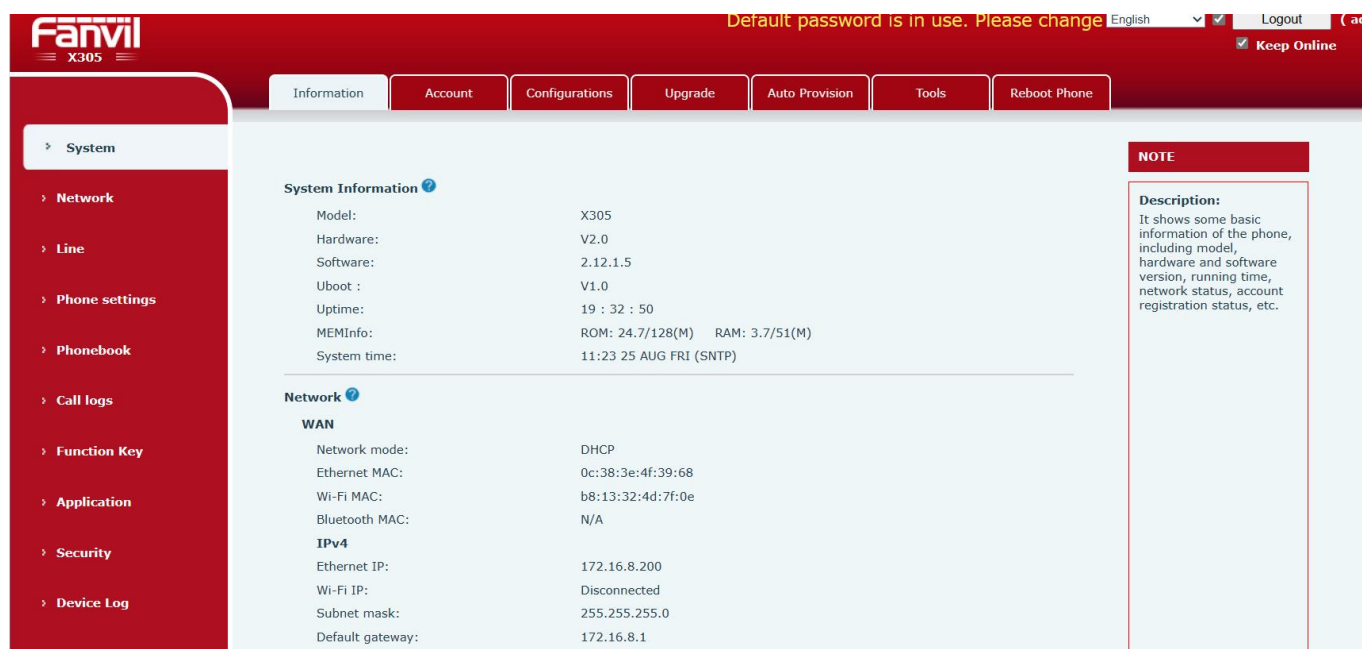 Fanvil
X305
Default password is in use. Please change
English
Logout
Keep Online
Information
Account
Configurations
Upgrade
Auto Provision
Tools
Reboot Phone
System
Network
Line
Phone settings
Phonebook
Call logs
Function Key
Application
Security
Device Log
System Information
Model: X305
Hardware: V2.0
Software: 2.12.1.5
Uboot : V1.0
Uptime: 19 : 32 : 50
MEMInfo: ROM: 24.7/128(M) RAM: 3.7/51(M)
System time: 11:23 25 AUG FRI (SNTP)
Network
WAN
Network mode: DHCP
Ethernet MAC: 0c:38:3e:4f:39:68
Wi-Fi MAC: b8:13:32:4d:7f:0e
Bluetooth MAC: N/A
IPv4
Ethernet IP: 172.16.8.200
Wi-Fi IP: Disconnected
Subnet mask: 255.255.255.0
Default gateway: 172.16.8.1
NOTE
Description:
It shows some basic
information of the phone,
including model,
hardware and software
version, running time,
network status, account
registration status, etc.